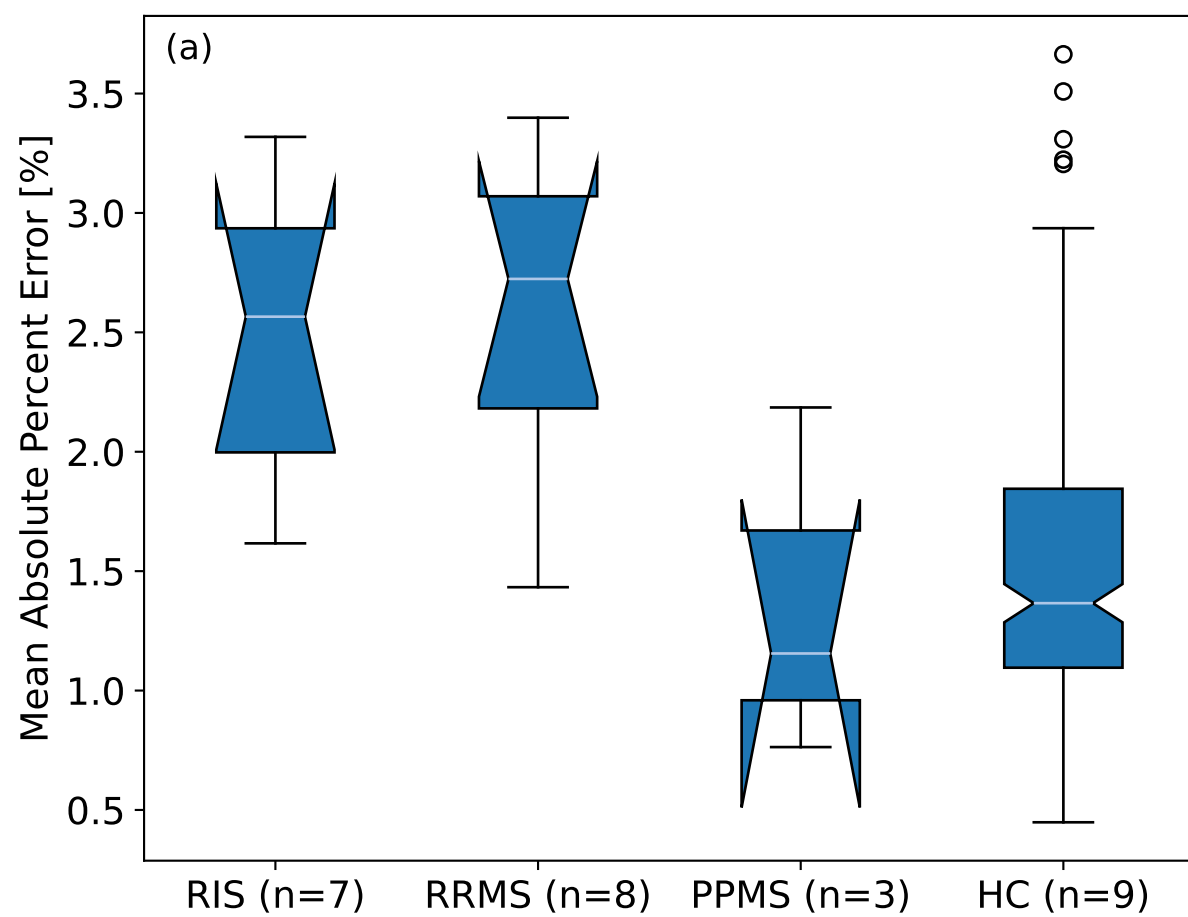 (a)
Mean Absolute Percent Error [%]
3.5
3.0
2.5
2.0
1.5
1.0
0.5
RIS (n=7) RRMS (n=8) PPMS (n=3) HC (n=9)